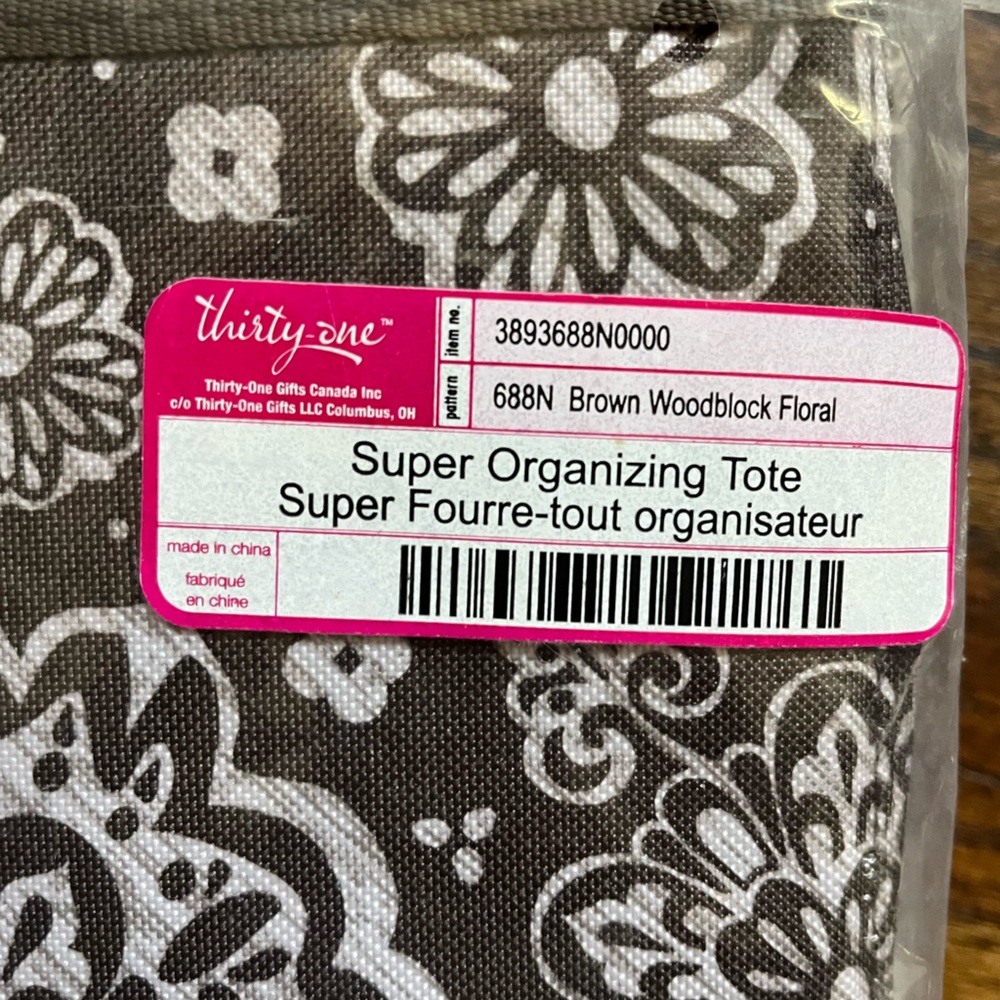 thirty-one™
Thirty-One Gifts Canada Inc
c/o Thirty-One Gifts LLC Columbus, OH
item no.
3893688N0000
pattern
688N Brown Woodblock Floral
Super Organizing Tote
Super Fourre-tout organisateur
made in china
fabriqué
en chine